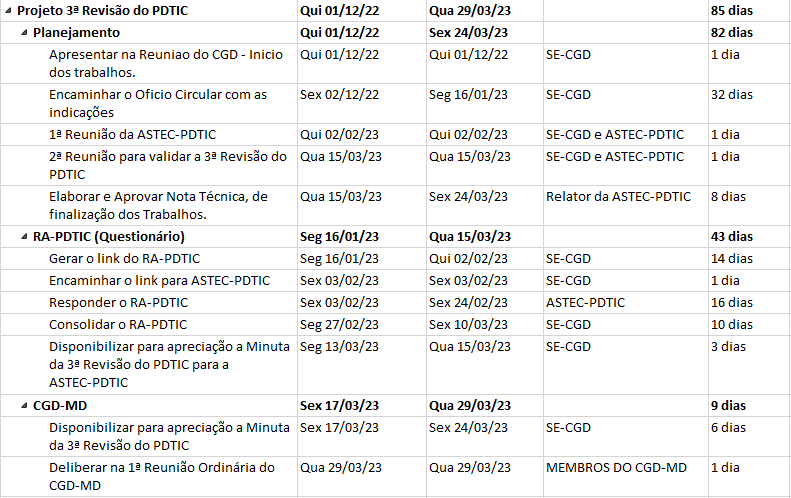 Projeto 3ª Revisão do PDTIC Qui 01/12/22 Qua 29/03/23 85 dias
Planejamento Qui 01/12/22 Sex 24/03/23 82 dias
Apresentar na Reuniao do CGD - Inicio Qui 01/12/22 Qui 01/12/22 SE-CGD 1 dia
dos trabalhos.
Encaminhar o Oficio Circular com as Sex 02/12/22 Seg 16/01/23 SE-CGD 32 dias
indicações
1ª Reunião da ASTEC-PDTIC Qui 02/02/23 Qui 02/02/23 SE-CGD e ASTEC-PDTIC 1 dia
2ª Reunião para validar a 3ª Revisão do Qua 15/03/23 Qua 15/03/23 SE-CGD e ASTEC-PDTIC 1 dia
PDTIC
Elaborar e Aprovar Nota Técnica, de Qua 15/03/23 Sex 24/03/23 Relator da ASTEC-PDTIC 8 dias
finalização dos Trabalhos.
RA-PDTIC (Questionário) Seg 16/01/23 Qua 15/03/23 43 dias
Gerar o link do RA-PDTIC Seg 16/01/23 Qui 02/02/23 SE-CGD 14 dias
Encaminhar o link para ASTEC-PDTIC Sex 03/02/23 Sex 03/02/23 SE-CGD 1 dia
Responder o RA-PDTIC Sex 03/02/23 Sex 24/02/23 ASTEC-PDTIC 16 dias
Consolidar o RA-PDTIC Seg 27/02/23 Sex 10/03/23 SE-CGD 10 dias
Disponibilizar para apreciação a Minuta Seg 13/03/23 Qua 15/03/23 SE-CGD 3 dias
da 3ª Revisão do PDTIC para a
ASTEC-PDTIC
CGD-MD Sex 17/03/23 Qua 29/03/23 9 dias
Disponibilizar para apreciação a Minuta Sex 17/03/23 Sex 24/03/23 SE-CGD 6 dias
da 3ª Revisão do PDTIC
Deliberar na 1ª Reunião Ordinária do Qua 29/03/23 Qua 29/03/23 MEMBROS DO CGD-MD 1 dia
CGD-MD